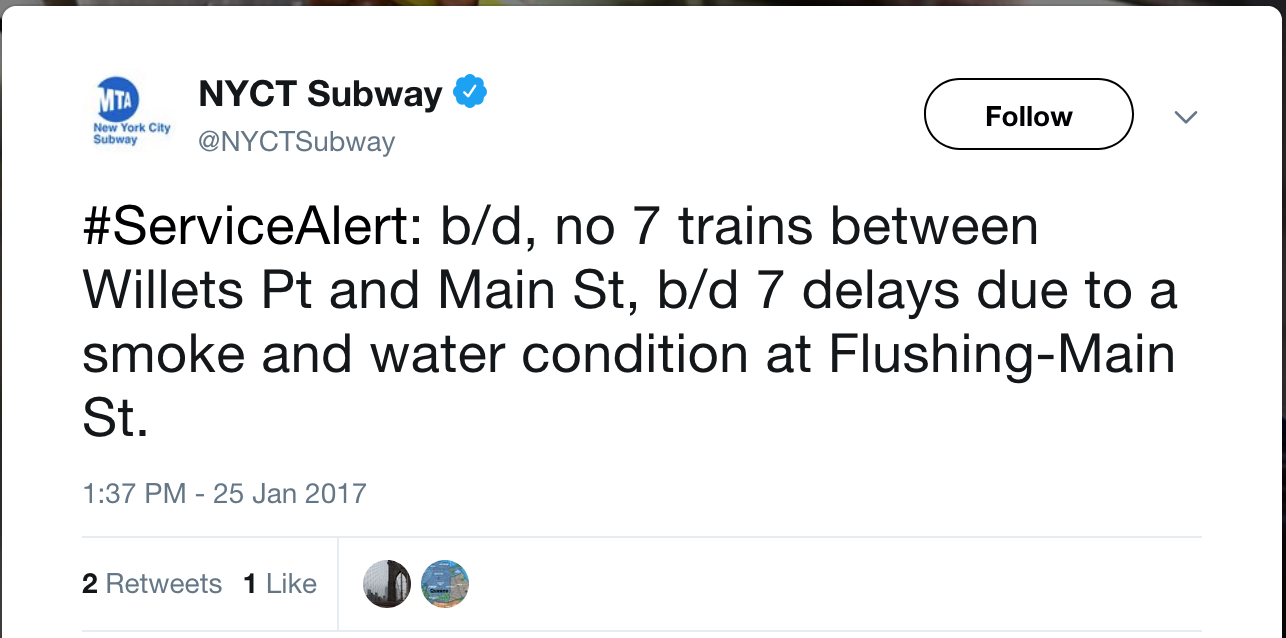 MTA
New York City
Subway
NYCT Subway
@NYCTSubway
Follow
#ServiceAlert: b/d, no 7 trains between
Willets Pt and Main St, b/d 7 delays due to a
smoke and water condition at Flushing-Main
St.
1:37 PM - 25 Jan 2017
2 Retweets 1 Like
Queens